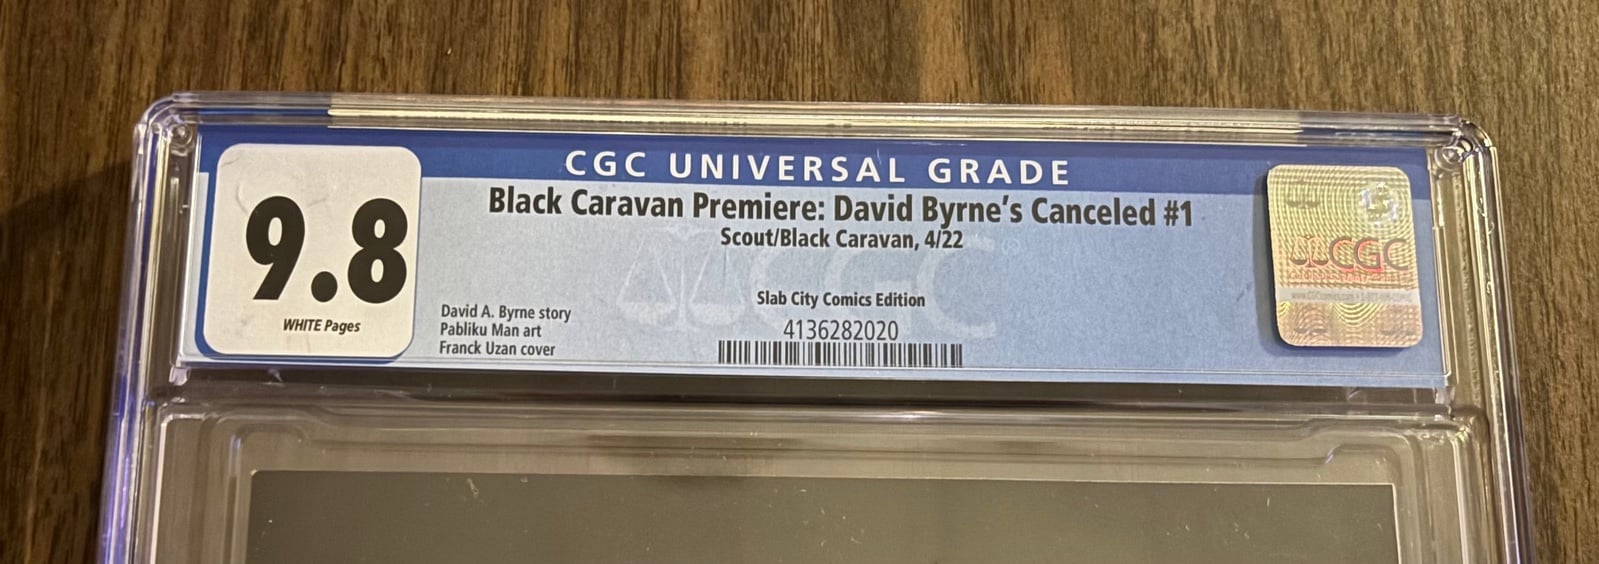 CGC UNIVERSAL GRADE
9.8
WHITE Pages
Black Caravan Premiere: David Byrne's Canceled #1
Scout/Black Caravan, 4/22
Slab City Comics Edition
David A. Byrne story
Pabliku Man art
Franck Uzan cover
4136282020
CGC
CGC